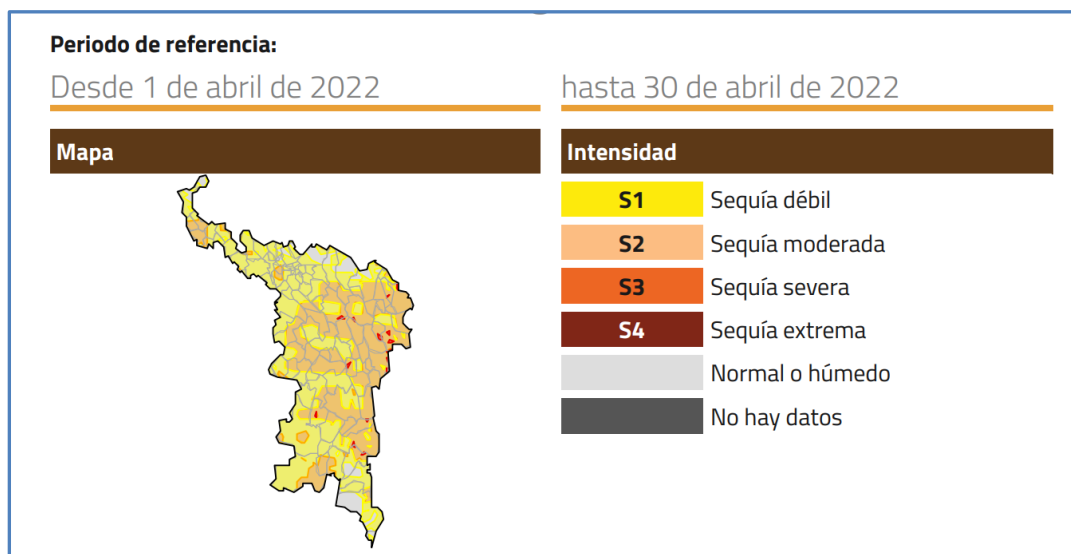 Periodo de referencia:
Desde 1 de abril de 2022
hasta 30 de abril de 2022
Mapa
Intensidad
S1 Sequía débil
S2 Sequía moderada
S3 Sequía severa
S4 Sequía extrema
Normal o húmedo
No hay datos